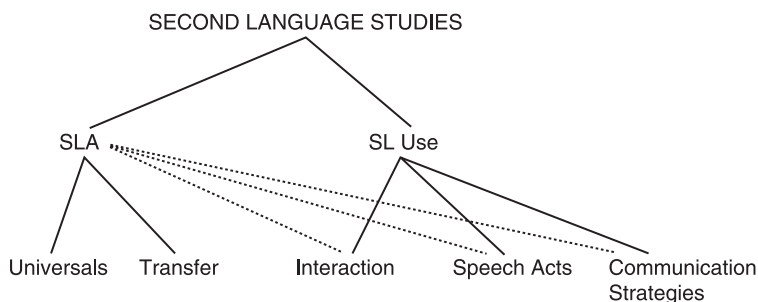 SECOND LANGUAGE STUDIES
SLA
SL Use
Universals
Transfer
Interaction
Speech Acts
Communication
Strategies